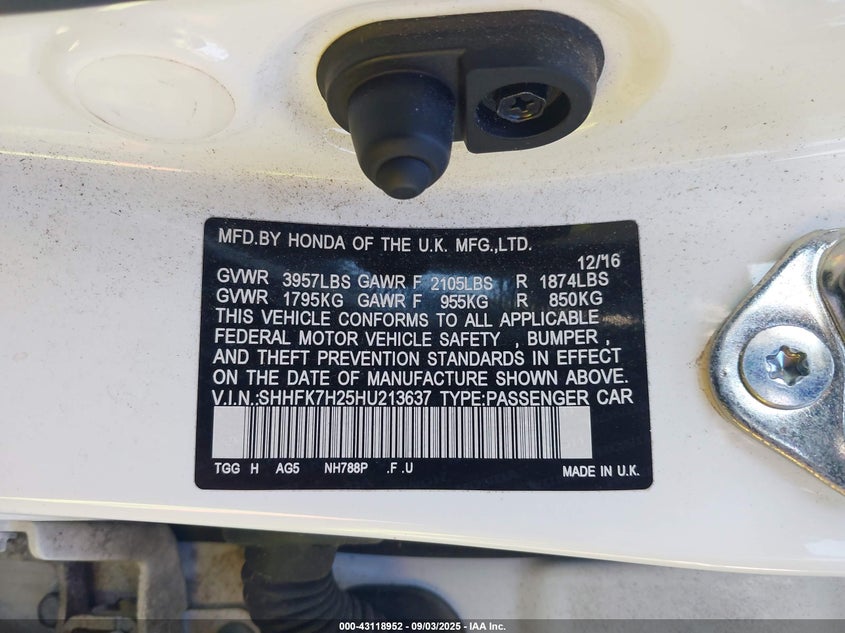 MFD.BY HONDA OF THE U.K. MFG.,LTD.
12/16
GVWR 3957LBS GAWR F 2105LBS R 1874LBS
GVWR 1795KG GAWR F 955KG R 850KG
THIS VEHICLE CONFORMS TO ALL APPLICABLE
FEDERAL MOTOR VEHICLE SAFETY , BUMPER ,
AND THEFT PREVENTION STANDARDS IN EFFECT
ON THE DATE OF MANUFACTURE SHOWN ABOVE.
V.I.N.:SHHFK7H25HU213637 TYPE:PASSENGER CAR
TGG H AG5 NH788P .F .U MADE IN U.K.
000-43118952 - 09/03/2025 - IAA Inc.